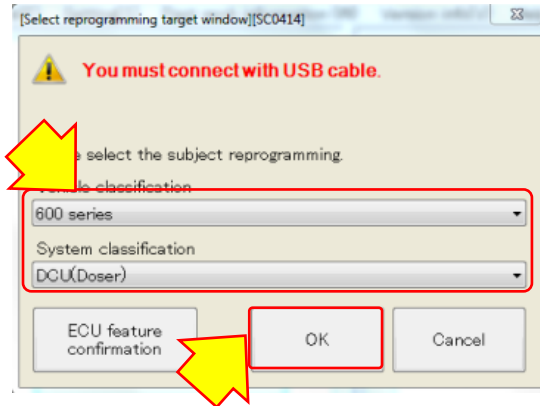 [Select reprogramming target window][SC0414]
You must connect with USB cable.
select the subject reprogramming.
Vehicle classification
600 series
System classification
DCU(Doser)
ECU feature
confirmation
OK
Cancel